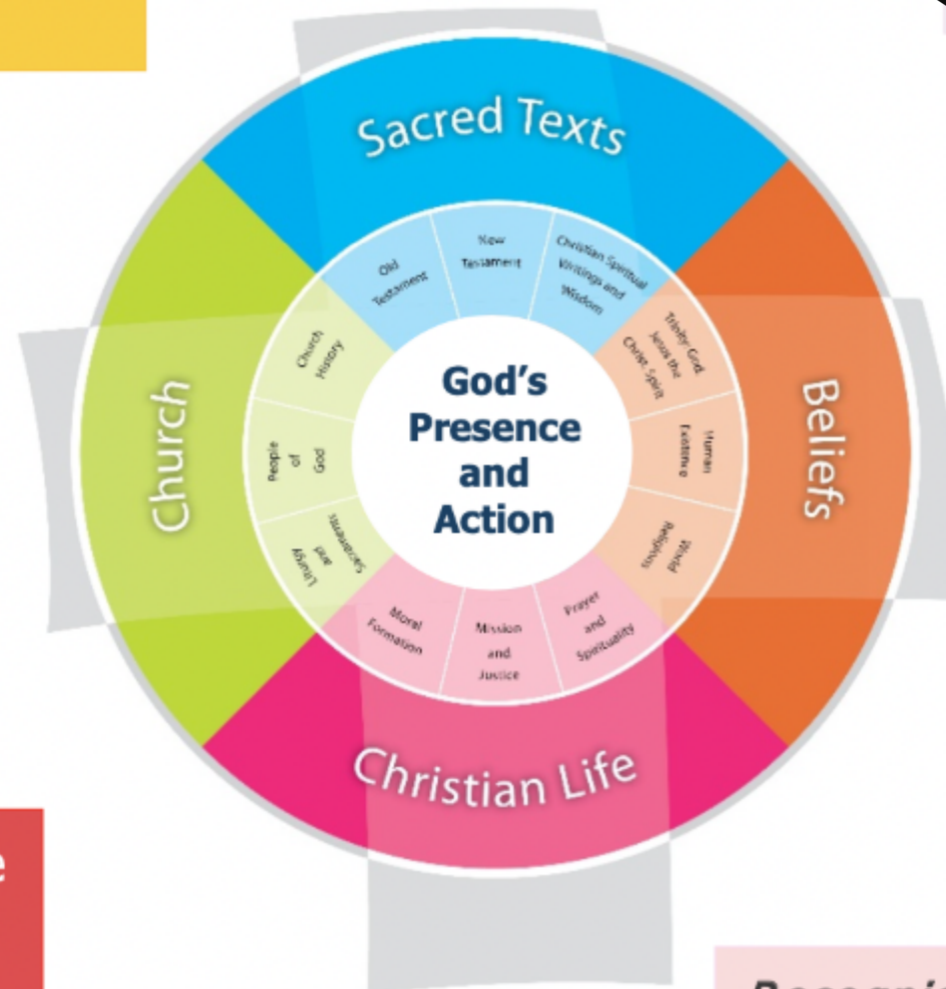 Sacred Texts
Old
Testament
New
Testament
Christian Spiritual
Writings and
Wisdom
Church
Church
History
People
of
God
Liturgy
and
Sacraments
God's
Presence
and
Action
Trinity: God,
Jesus the
Christ, Spirit
Human
Existence
World
Religions
Beliefs
Moral
Formation
Mission
and
Justice
Prayer
and
Spirituality
Christian Life
e